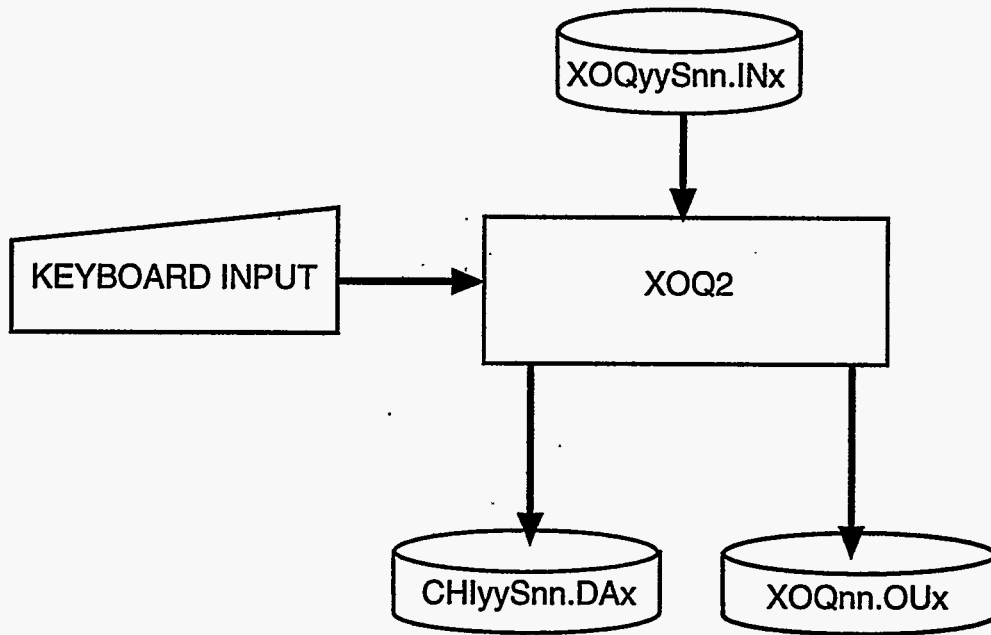 XOQyySnn.INx
KEYBOARD INPUT
XOQ2
CHIyySnn.DAx
XOQnn.OUx